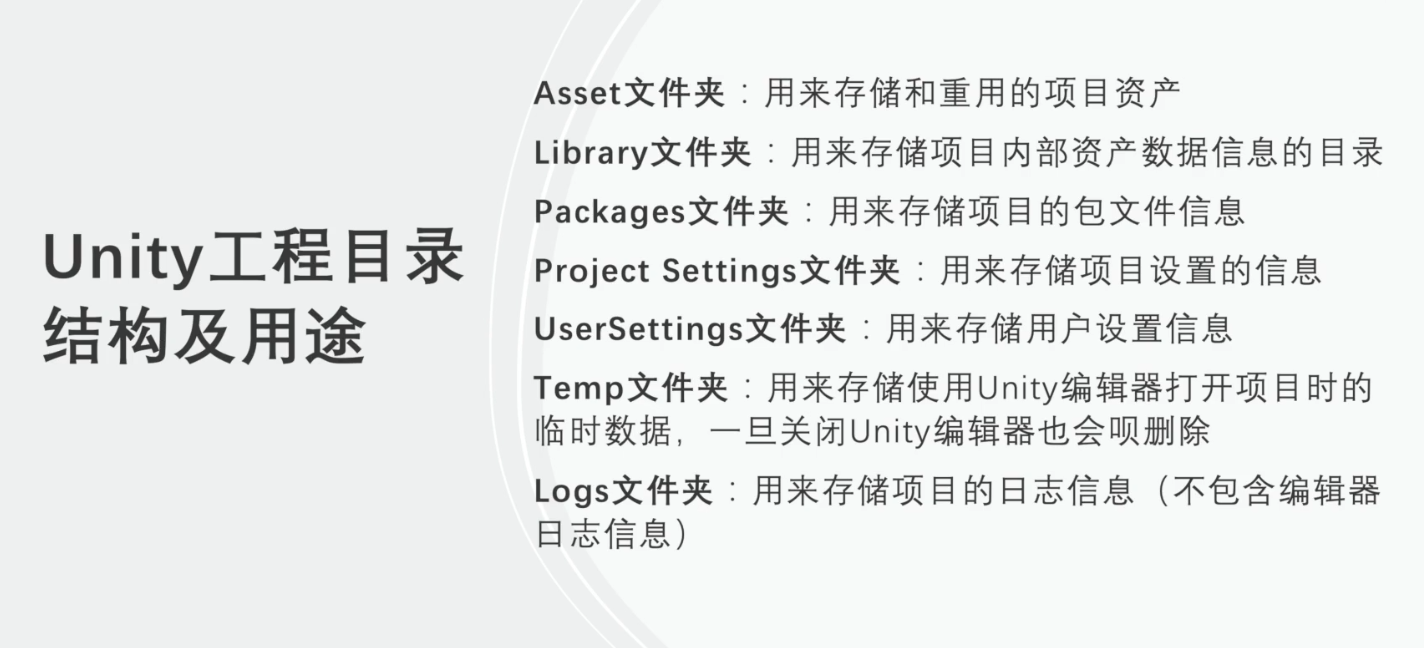 Unity工程目录
结构及用途
Asset文件夹：用来存储和重用的项目资产
Library文件夹：用来存储项目内部资产数据信息的目录
Packages文件夹：用来存储项目的包文件信息
Project Settings文件夹：用来存储项目设置的信息
UserSettings文件夹：用来存储用户设置信息
Temp文件夹：用来存储使用Unity编辑器打开项目时的
临时数据，一旦关闭Unity编辑器也会呗删除
Logs文件夹：用来存储项目的日志信息（不包含编辑器
日志信息）